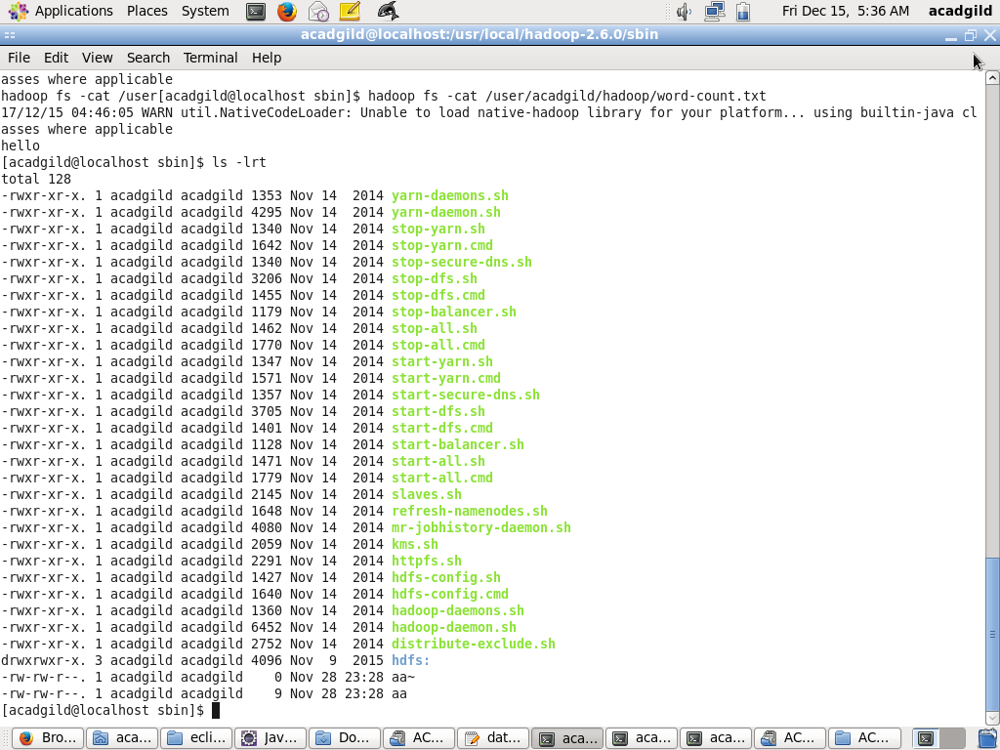 Applications Places System Fri Dec 15, 5:36 AM acadgild
acadgild@localhost:/usr/local/hadoop-2.6.0/sbin
File Edit View Search Terminal Help
asses where applicable
hadoop fs -cat /user[acadgild@localhost sbin]$ hadoop fs -cat /user/acadgild/hadoop/word-count.txt
17/12/15 04:46:05 WARN util.NativeCodeLoader: Unable to load native-hadoop library for your platform... using builtin-java cl
asses where applicable
hello
[acadgild@localhost sbin]$ ls -lrt
total 128
-rwxr-xr-x. 1 acadgild acadgild 1353 Nov 14  2014 yarn-daemons.sh
-rwxr-xr-x. 1 acadgild acadgild 4295 Nov 14  2014 yarn-daemon.sh
-rwxr-xr-x. 1 acadgild acadgild 1340 Nov 14  2014 stop-yarn.sh
-rwxr-xr-x. 1 acadgild acadgild 1642 Nov 14  2014 stop-yarn.cmd
-rwxr-xr-x. 1 acadgild acadgild 1340 Nov 14  2014 stop-secure-dns.sh
-rwxr-xr-x. 1 acadgild acadgild 3206 Nov 14  2014 stop-dfs.sh
-rwxr-xr-x. 1 acadgild acadgild 1455 Nov 14  2014 stop-dfs.cmd
-rwxr-xr-x. 1 acadgild acadgild 1179 Nov 14  2014 stop-balancer.sh
-rwxr-xr-x. 1 acadgild acadgild 1462 Nov 14  2014 stop-all.sh
-rwxr-xr-x. 1 acadgild acadgild 1770 Nov 14  2014 stop-all.cmd
-rwxr-xr-x. 1 acadgild acadgild 1347 Nov 14  2014 start-yarn.sh
-rwxr-xr-x. 1 acadgild acadgild 1571 Nov 14  2014 start-yarn.cmd
-rwxr-xr-x. 1 acadgild acadgild 1357 Nov 14  2014 start-secure-dns.sh
-rwxr-xr-x. 1 acadgild acadgild 3705 Nov 14  2014 start-dfs.sh
-rwxr-xr-x. 1 acadgild acadgild 1401 Nov 14  2014 start-dfs.cmd
-rwxr-xr-x. 1 acadgild acadgild 1128 Nov 14  2014 start-balancer.sh
-rwxr-xr-x. 1 acadgild acadgild 1471 Nov 14  2014 start-all.sh
-rwxr-xr-x. 1 acadgild acadgild 1779 Nov 14  2014 start-all.cmd
-rwxr-xr-x. 1 acadgild acadgild 2145 Nov 14  2014 slaves.sh
-rwxr-xr-x. 1 acadgild acadgild 1648 Nov 14  2014 refresh-namenodes.sh
-rwxr-xr-x. 1 acadgild acadgild 4080 Nov 14  2014 mr-jobhistory-daemon.sh
-rwxr-xr-x. 1 acadgild acadgild 2059 Nov 14  2014 kms.sh
-rwxr-xr-x. 1 acadgild acadgild 2291 Nov 14  2014 httpfs.sh
-rwxr-xr-x. 1 acadgild acadgild 1427 Nov 14  2014 hdfs-config.sh
-rwxr-xr-x. 1 acadgild acadgild 1640 Nov 14  2014 hdfs-config.cmd
-rwxr-xr-x. 1 acadgild acadgild 1360 Nov 14  2014 hadoop-daemons.sh
-rwxr-xr-x. 1 acadgild acadgild 6452 Nov 14  2014 hadoop-daemon.sh
-rwxr-xr-x. 1 acadgild acadgild 2752 Nov 14  2014 distribute-exclude.sh
drwxrwxr-x. 3 acadgild acadgild 4096 Nov  9  2015 hdfs:
-rw-rw-r--. 1 acadgild acadgild    0 Nov 28 23:28 aa~
-rw-rw-r--. 1 acadgild acadgild    9 Nov 28 23:28 aa
[acadgild@localhost sbin]$
Bro... aca... ecli... Jav... Do... AC... dat... aca... aca... aca... AC... AC...